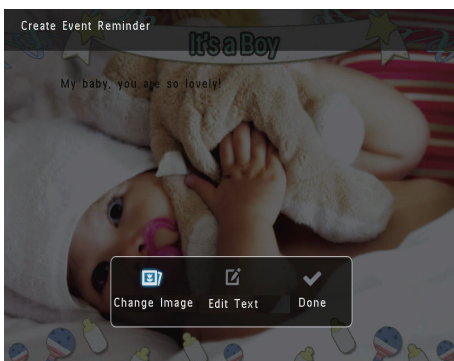 Create Event Reminder
It's a Boy
My baby, you are so lovely!
Change Image
Edit Text
Done